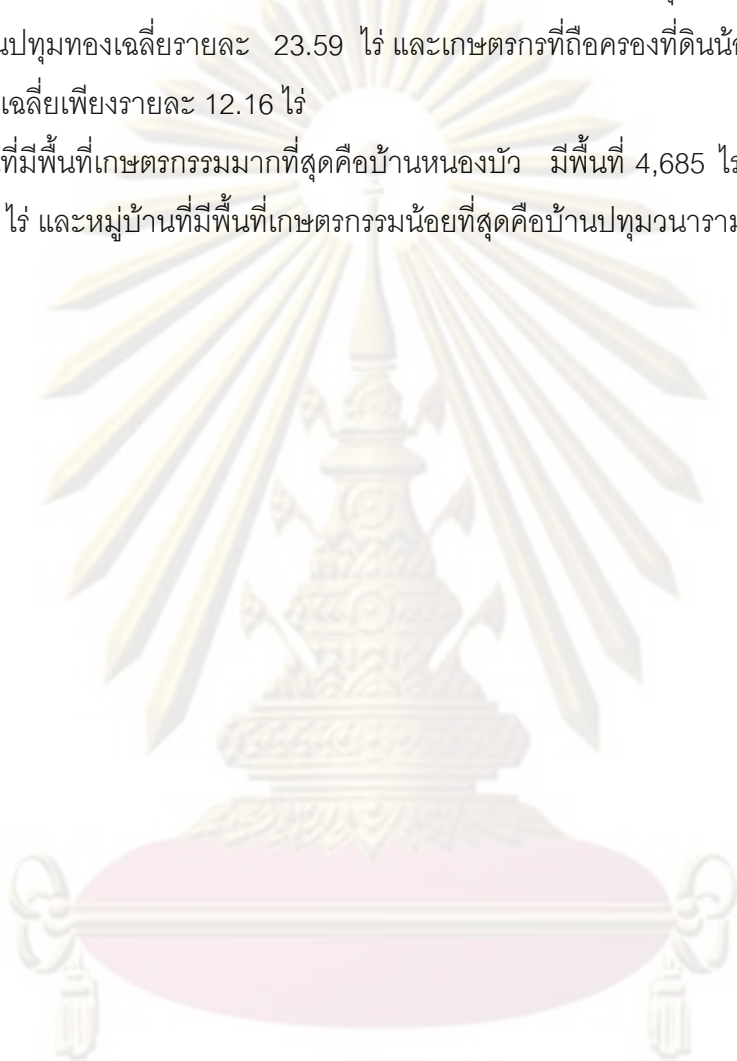 นปทุมทองเฉลี่ยรายละ 23.59 ไร่ และเกษตรกรที่ถือครองที่ดินน้
เฉลี่ยเพียงรายละ 12.16 ไร่
ที่มีพื้นที่เกษตรกรรมมากที่สุดคือบ้านหนองบัว มีพื้นที่ 4,685 ไร
ไร่ และหมู่บ้านที่มีพื้นที่เกษตรกรรมน้อยที่สุดคือบ้านปทุมวนาราม